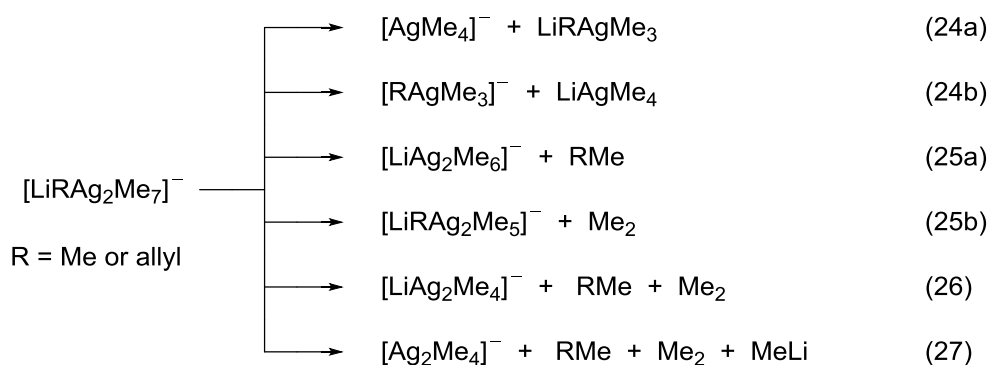 [AgMe₄]⁻ + LiRAgMe₃ (24a)
[RAgMe₃]⁻ + LiAgMe₄ (24b)
[LiAg₂Me₆]⁻ + RMe (25a)
[LiRAg₂Me₇]⁻
[LiRAg₂Me₅]⁻ + Me₂ (25b)
R = Me or allyl
[LiAg₂Me₄]⁻ + RMe + Me₂ (26)
[Ag₂Me₄]⁻ + RMe + Me₂ + MeLi (27)